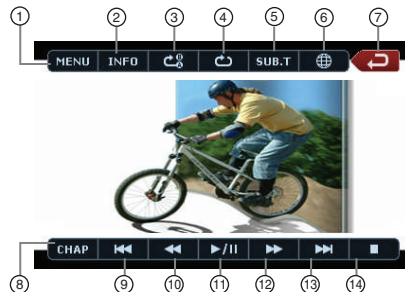 ① ② ③ ④ ⑤ ⑥ ⑦
MENU INFO B A SUB.T
CHAP
⑧ ⑨ ⑩ ⑪ ⑫ ⑬ ⑭